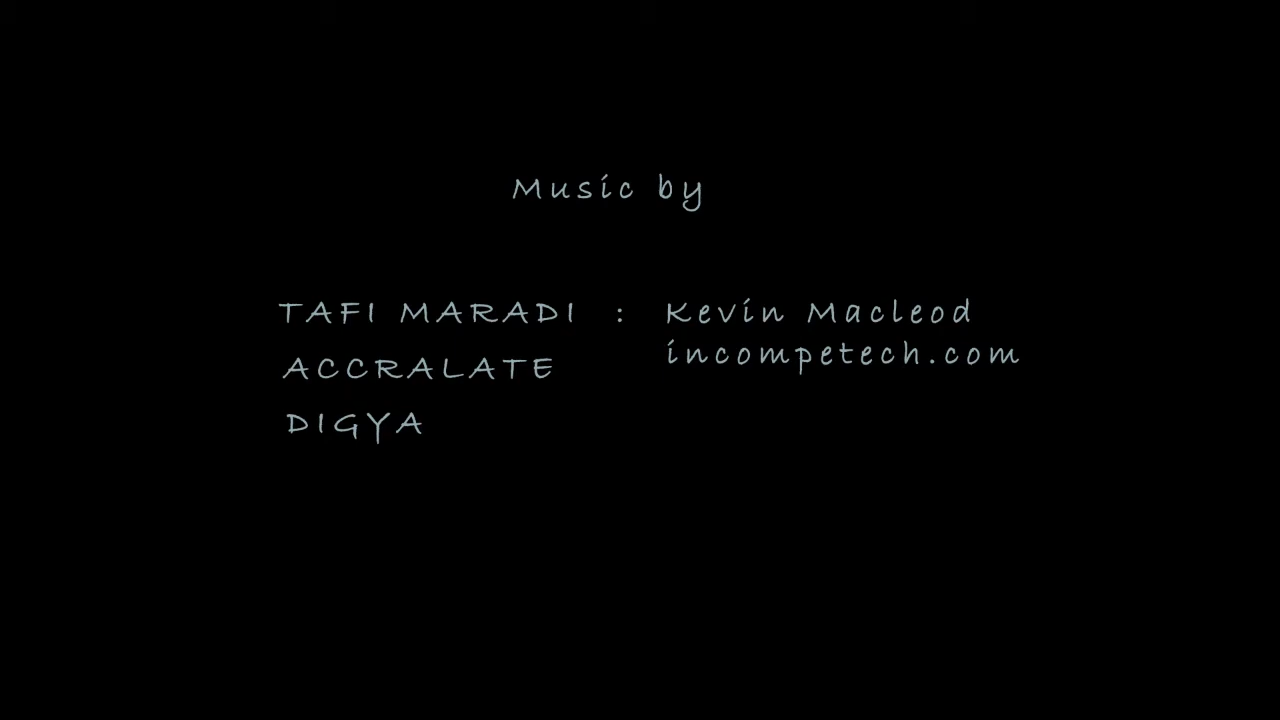 Music by
TAFI MARADI : Kevin Macleod
incompetech.com
ACCRALATE
DIGYA